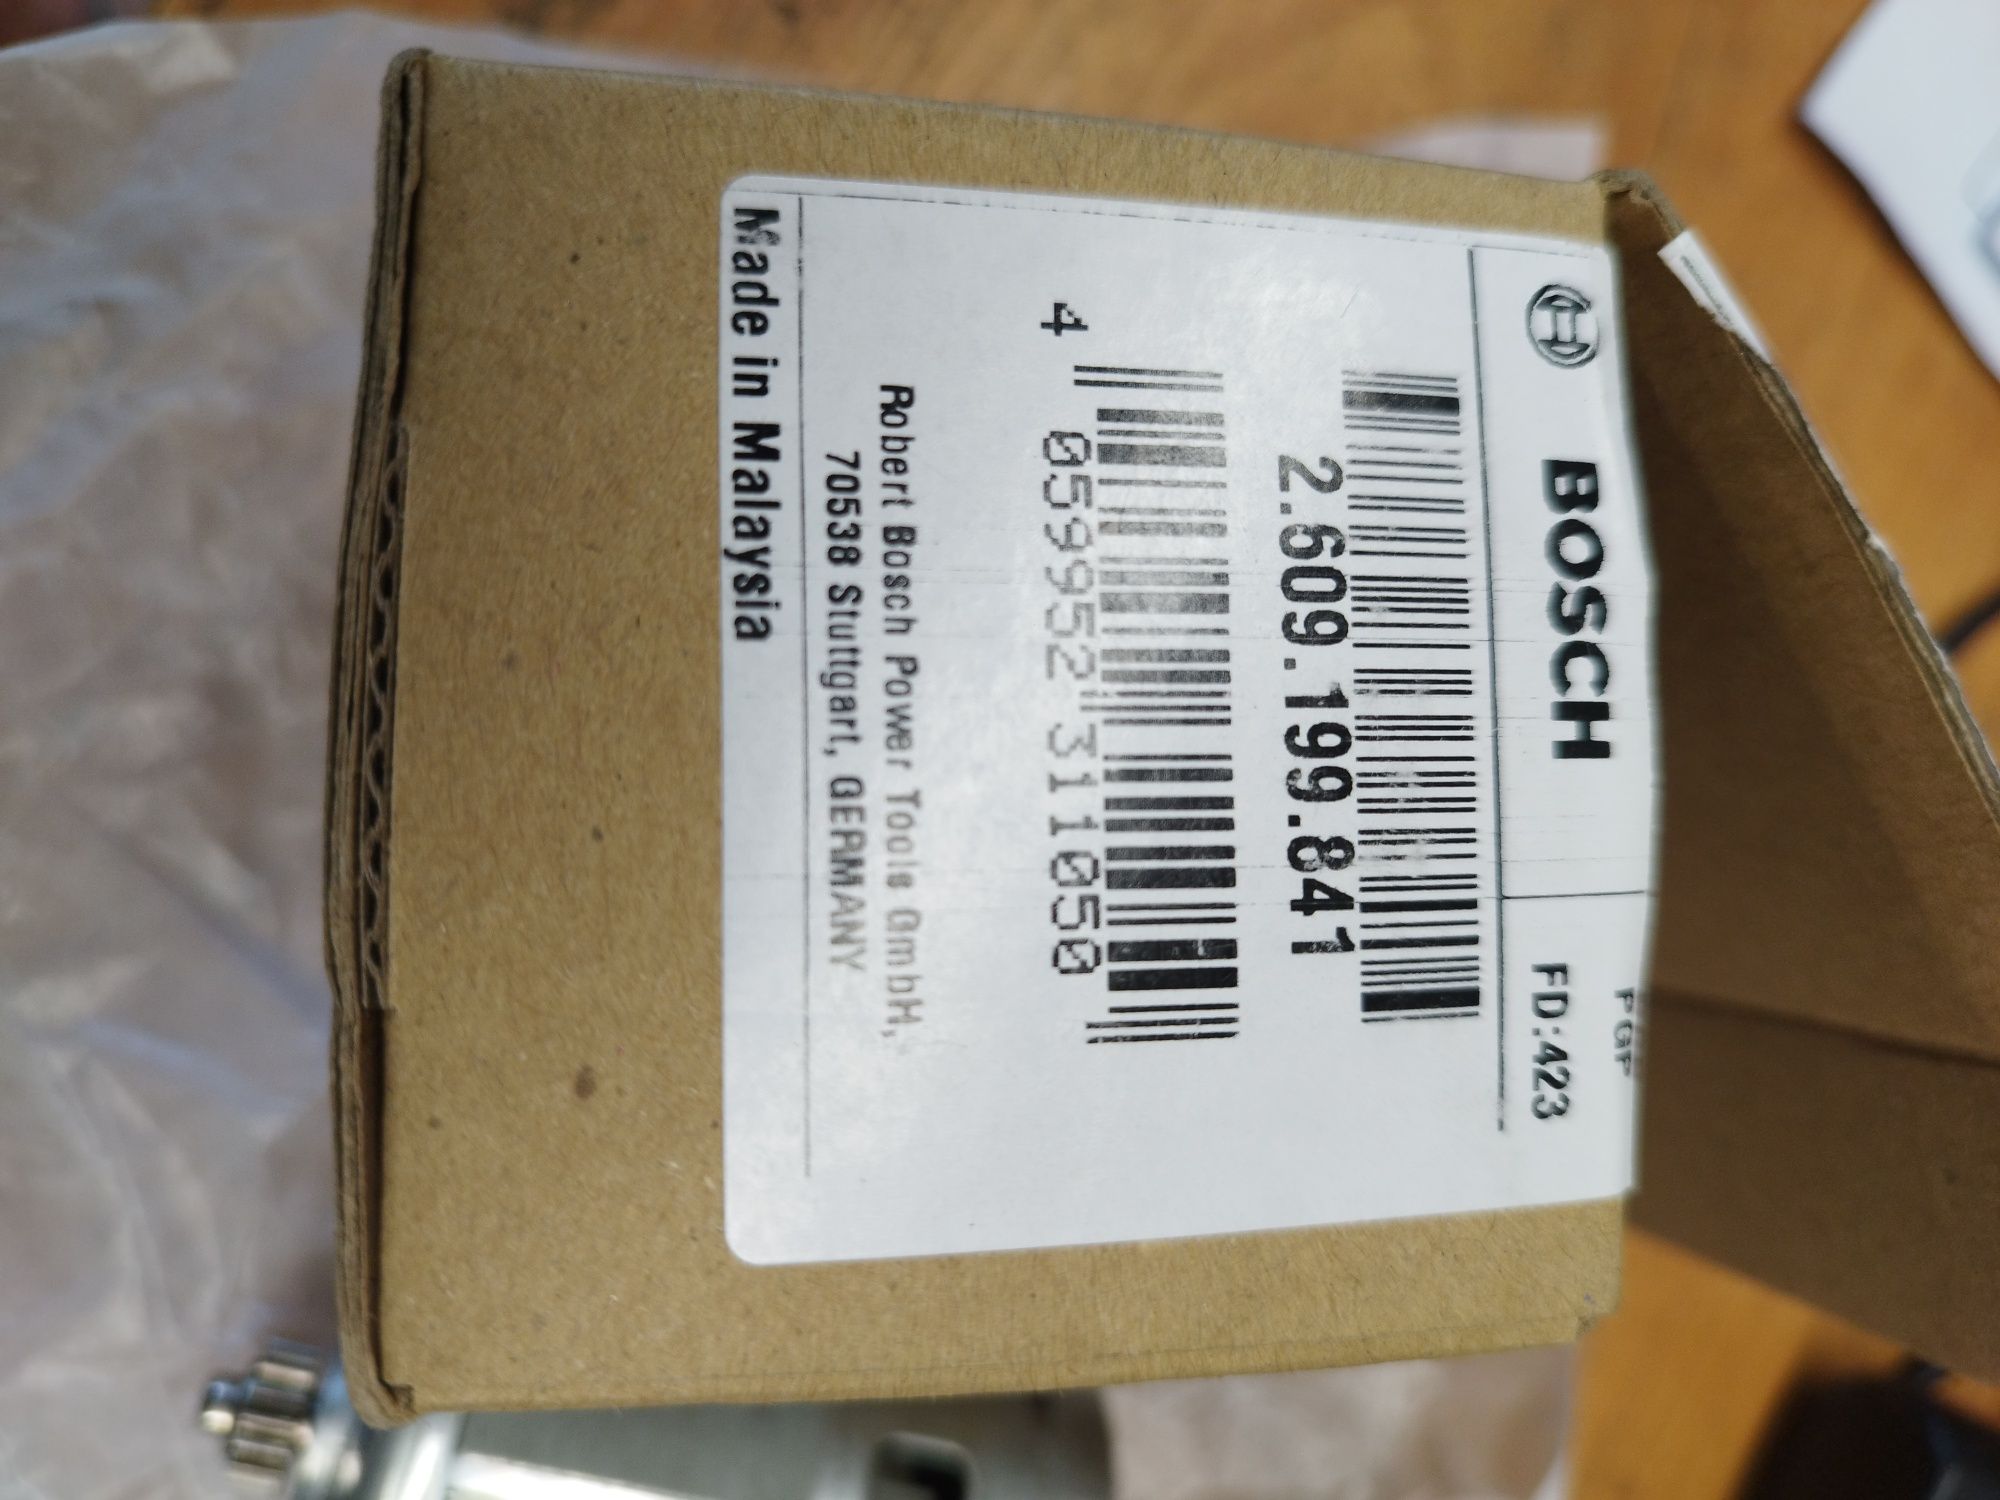 PGP
BOSCH FD:423
2.609.199.841
4 059952 311050
Robert Bosch Power Tools GmbH,
70538 Stuttgart, GERMANY
Made in Malaysia